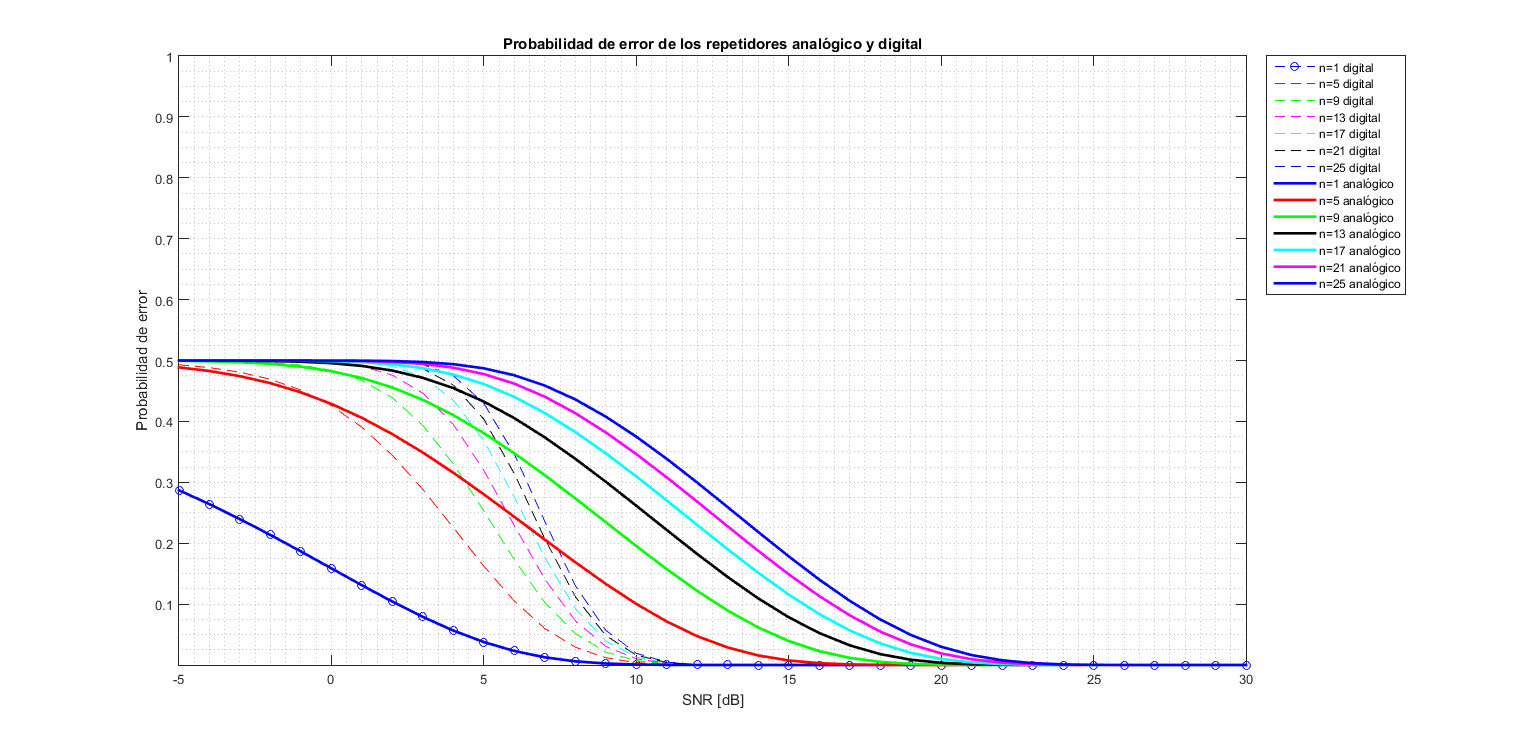 Probabilidad de error de los repetidores analógico y digital
1
0.9
0.8
0.7
0.6
0.5
0.4
0.3
0.2
0.1
Probabilidad de error
-5
0
5
10
15
20
25
30
SNR [dB]
n=1 digital
n=5 digital
n=9 digital
n=13 digital
n=17 digital
n=21 digital
n=25 digital
n=1 analógico
n=5 analógico
n=9 analógico
n=13 analógico
n=17 analógico
n=21 analógico
n=25 analógico